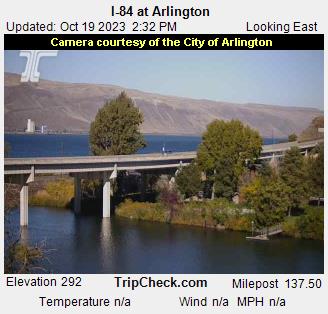 I-84 at Arlington
Updated: Oct 19 2023 2:32 PM Looking East
Camera courtesy of the City of Arlington
Elevation 292 TripCheck.com Milepost 137.50
Temperature n/a Wind n/a MPH n/a